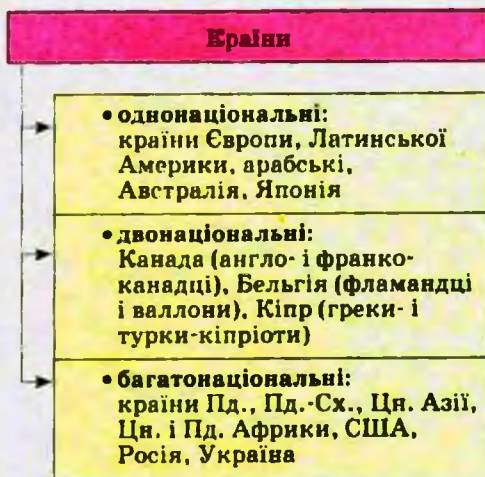 Країни
• однонаціональні:
країни Європи, Латинської
Америки, арабські,
Австралія, Японія
• двонаціональні:
Канада (англо- і франко-
канадці), Бельгія (фламандці
і валлони), Кіпр (греки- і
турки-кіпріоти)
• багатонаціональні:
країни Пд., Пд.-Сх., Цн. Азії,
Цн. і Пд. Африки, США,
Росія, Україна